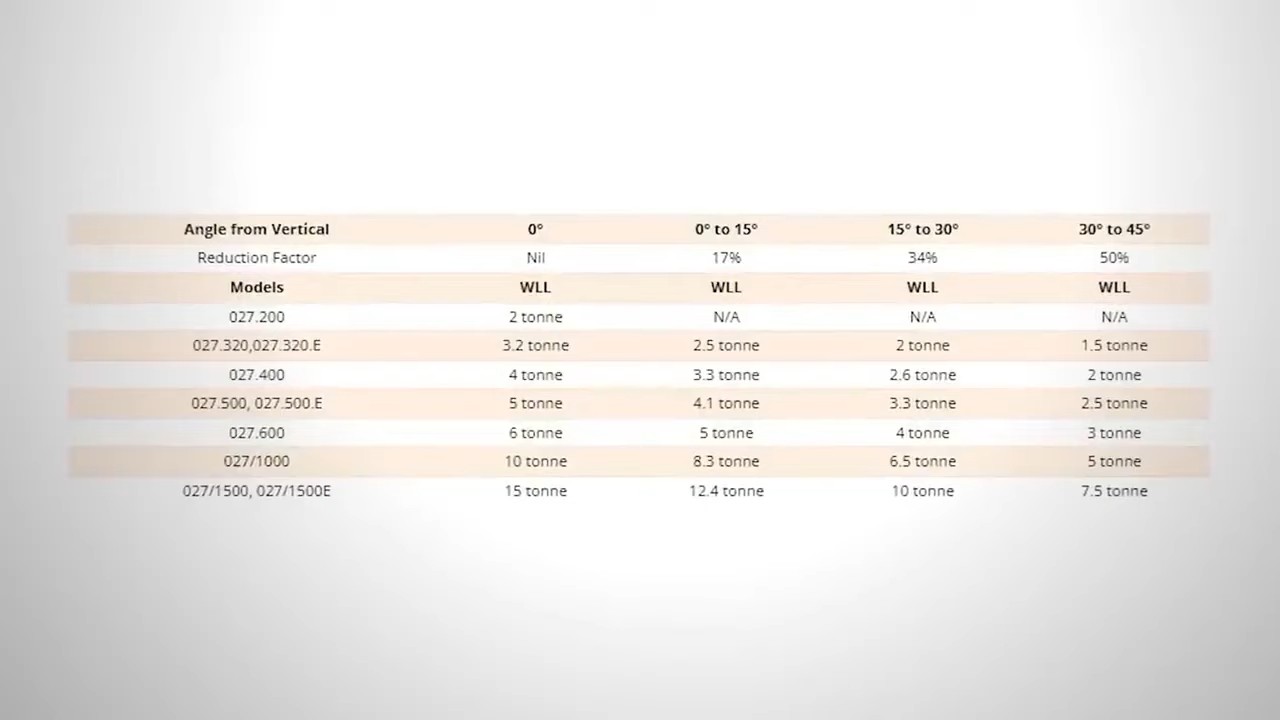 Angle from Vertical 0° 0° to 15° 15° to 30° 30° to 45°
Reduction Factor Nil 17% 34% 50%
Models WLL WLL WLL WLL
027.200 2 tonne N/A N/A N/A
027.320,027.320.E 3.2 tonne 2.5 tonne 2 tonne 1.5 tonne
027.400 4 tonne 3.3 tonne 2.6 tonne 2 tonne
027.500, 027.500.E 5 tonne 4.1 tonne 3.3 tonne 2.5 tonne
027.600 6 tonne 5 tonne 4 tonne 3 tonne
027/1000 10 tonne 8.3 tonne 6.5 tonne 5 tonne
027/1500, 027/1500E 15 tonne 12.4 tonne 10 tonne 7.5 tonne